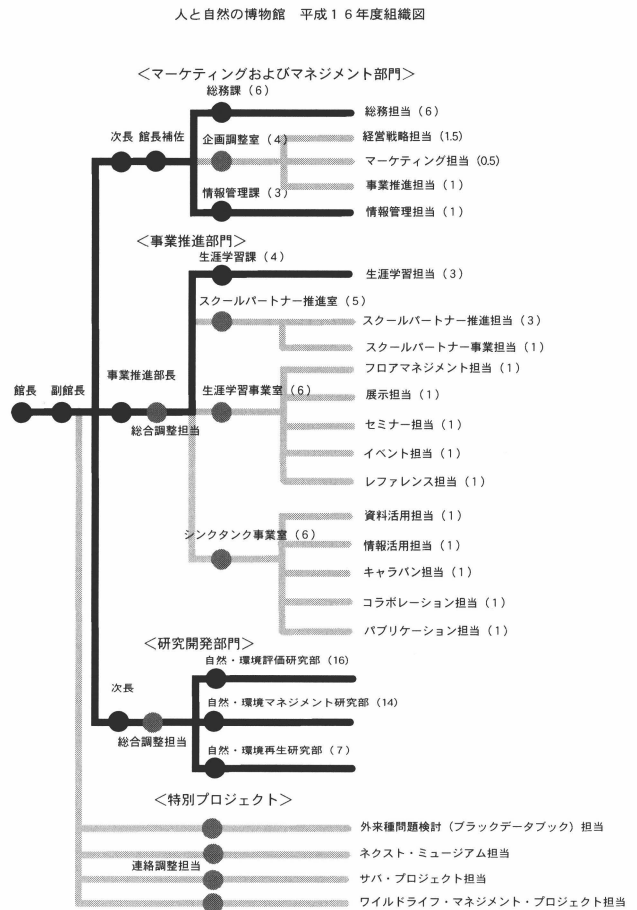 人と自然の博物館　平成１６年度組織図
＜マーケティングおよびマネジメント部門＞
総務課（6）
総務担当（6）
次長　館長補佐　企画調整室（4）
経営戦略担当（1.5）
マーケティング担当（0.5）
事業推進担当（1）
情報管理課（3）
情報管理担当（1）
＜事業推進部門＞
生涯学習課（4）
生涯学習担当（3）
スクールパートナー推進室（5）
スクールパートナー推進担当（3）
スクールパートナー事業担当（1）
館長　副館長　事業推進部長
総合調整担当
生涯学習事業室（6）
フロアマネジメント担当（1）
展示担当（1）
セミナー担当（1）
イベント担当（1）
レファレンス担当（1）
シンクタンク事業室（6）
資料活用担当（1）
情報活用担当（1）
キャラバン担当（1）
コラボレーション担当（1）
パブリケーション担当（1）
＜研究開発部門＞
自然・環境評価研究部（16）
次長
自然・環境マネジメント研究部（14）
総合調整担当
自然・環境再生研究部（7）
＜特別プロジェクト＞
外来種問題検討（ブラックデータブック）担当
ネクスト・ミュージアム担当
連絡調整担当
サバ・プロジェクト担当
ワイルドライフ・マネジメント・プロジェクト担当